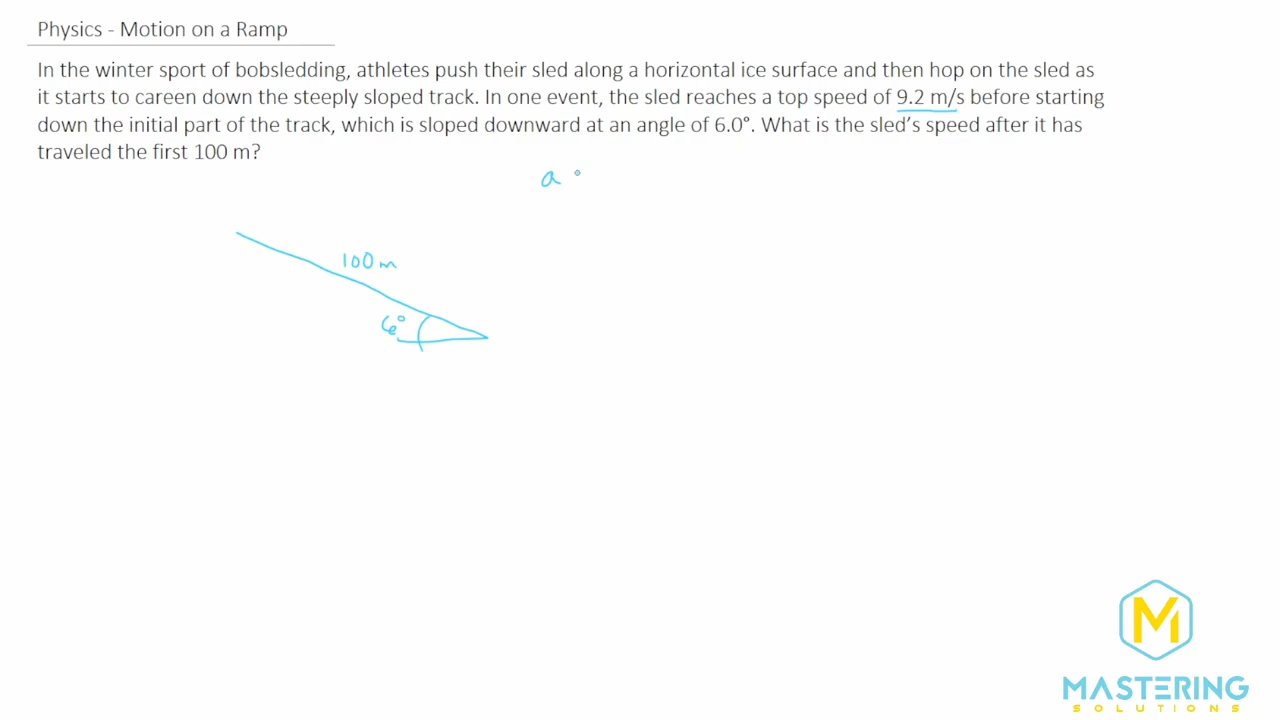 Physics - Motion on a Ramp
In the winter sport of bobsledding, athletes push their sled along a horizontal ice surface and then hop on the sled as
it starts to careen down the steeply sloped track. In one event, the sled reaches a top speed of 9.2 m/s before starting
down the initial part of the track, which is sloped downward at an angle of 6.0°. What is the sled’s speed after it has
traveled the first 100 m?
a
100 m
6°
MASTERING
SOLUTIONS